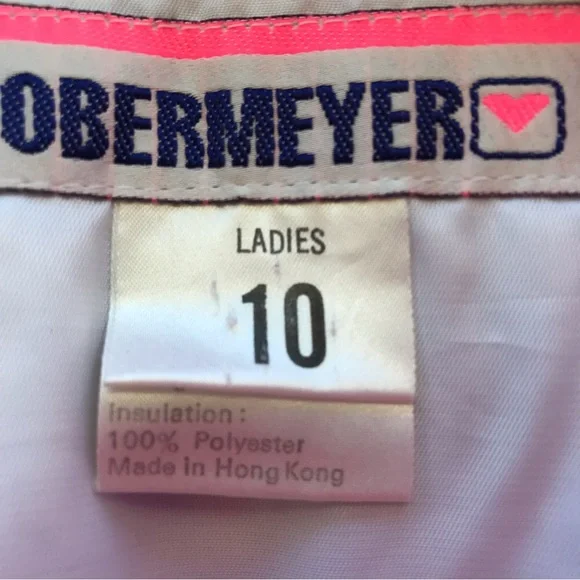 OBERMEYER
LADIES
10
Insulation:
100% Polyester
Made in Hong Kong